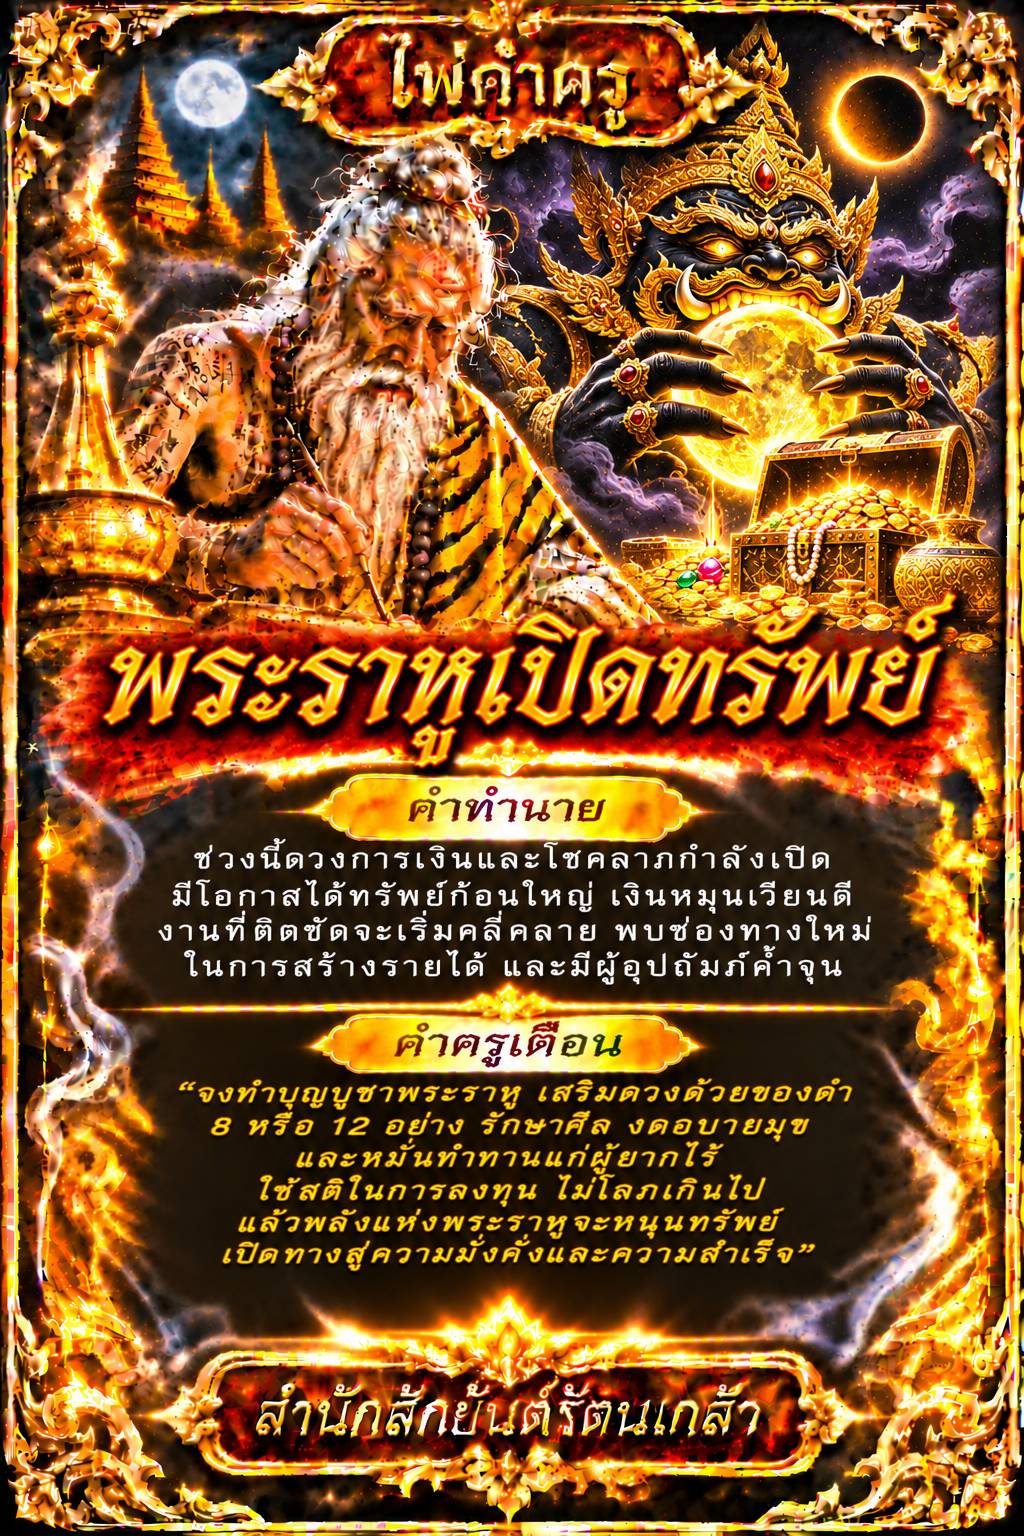 ไพ่คำครู
พระราหูเปิดทรัพย์
คำทำนาย
ช่วงนี้ดวงการเงินและโชคลาภกำลังเปิด
มีโอกาสได้ทรัพย์ก้อนใหญ่ เงินหมุนเวียนดี
งานที่ติดขัดจะเริ่มคลี่คลาย พบช่องทางใหม่
ในการสร้างรายได้ และมีผู้อุปถัมภ์ค้ำจุน
คำครูเตือน
“จงทำบุญบูชาพระราหู เสริมดวงด้วยของดำ
8 หรือ 12 อย่าง รักษาศีล งดอบายมุข
และหมั่นทำทานแก่ผู้ยากไร้
ใช้สติในการลงทุน ไม่โลภเกินไป
แล้วพลังแห่งพระราหูจะหนุนทรัพย์
เปิดทางสู่ความมั่งคั่งและความสำเร็จ”
สำนักสักยันต์รัตนเกล้า